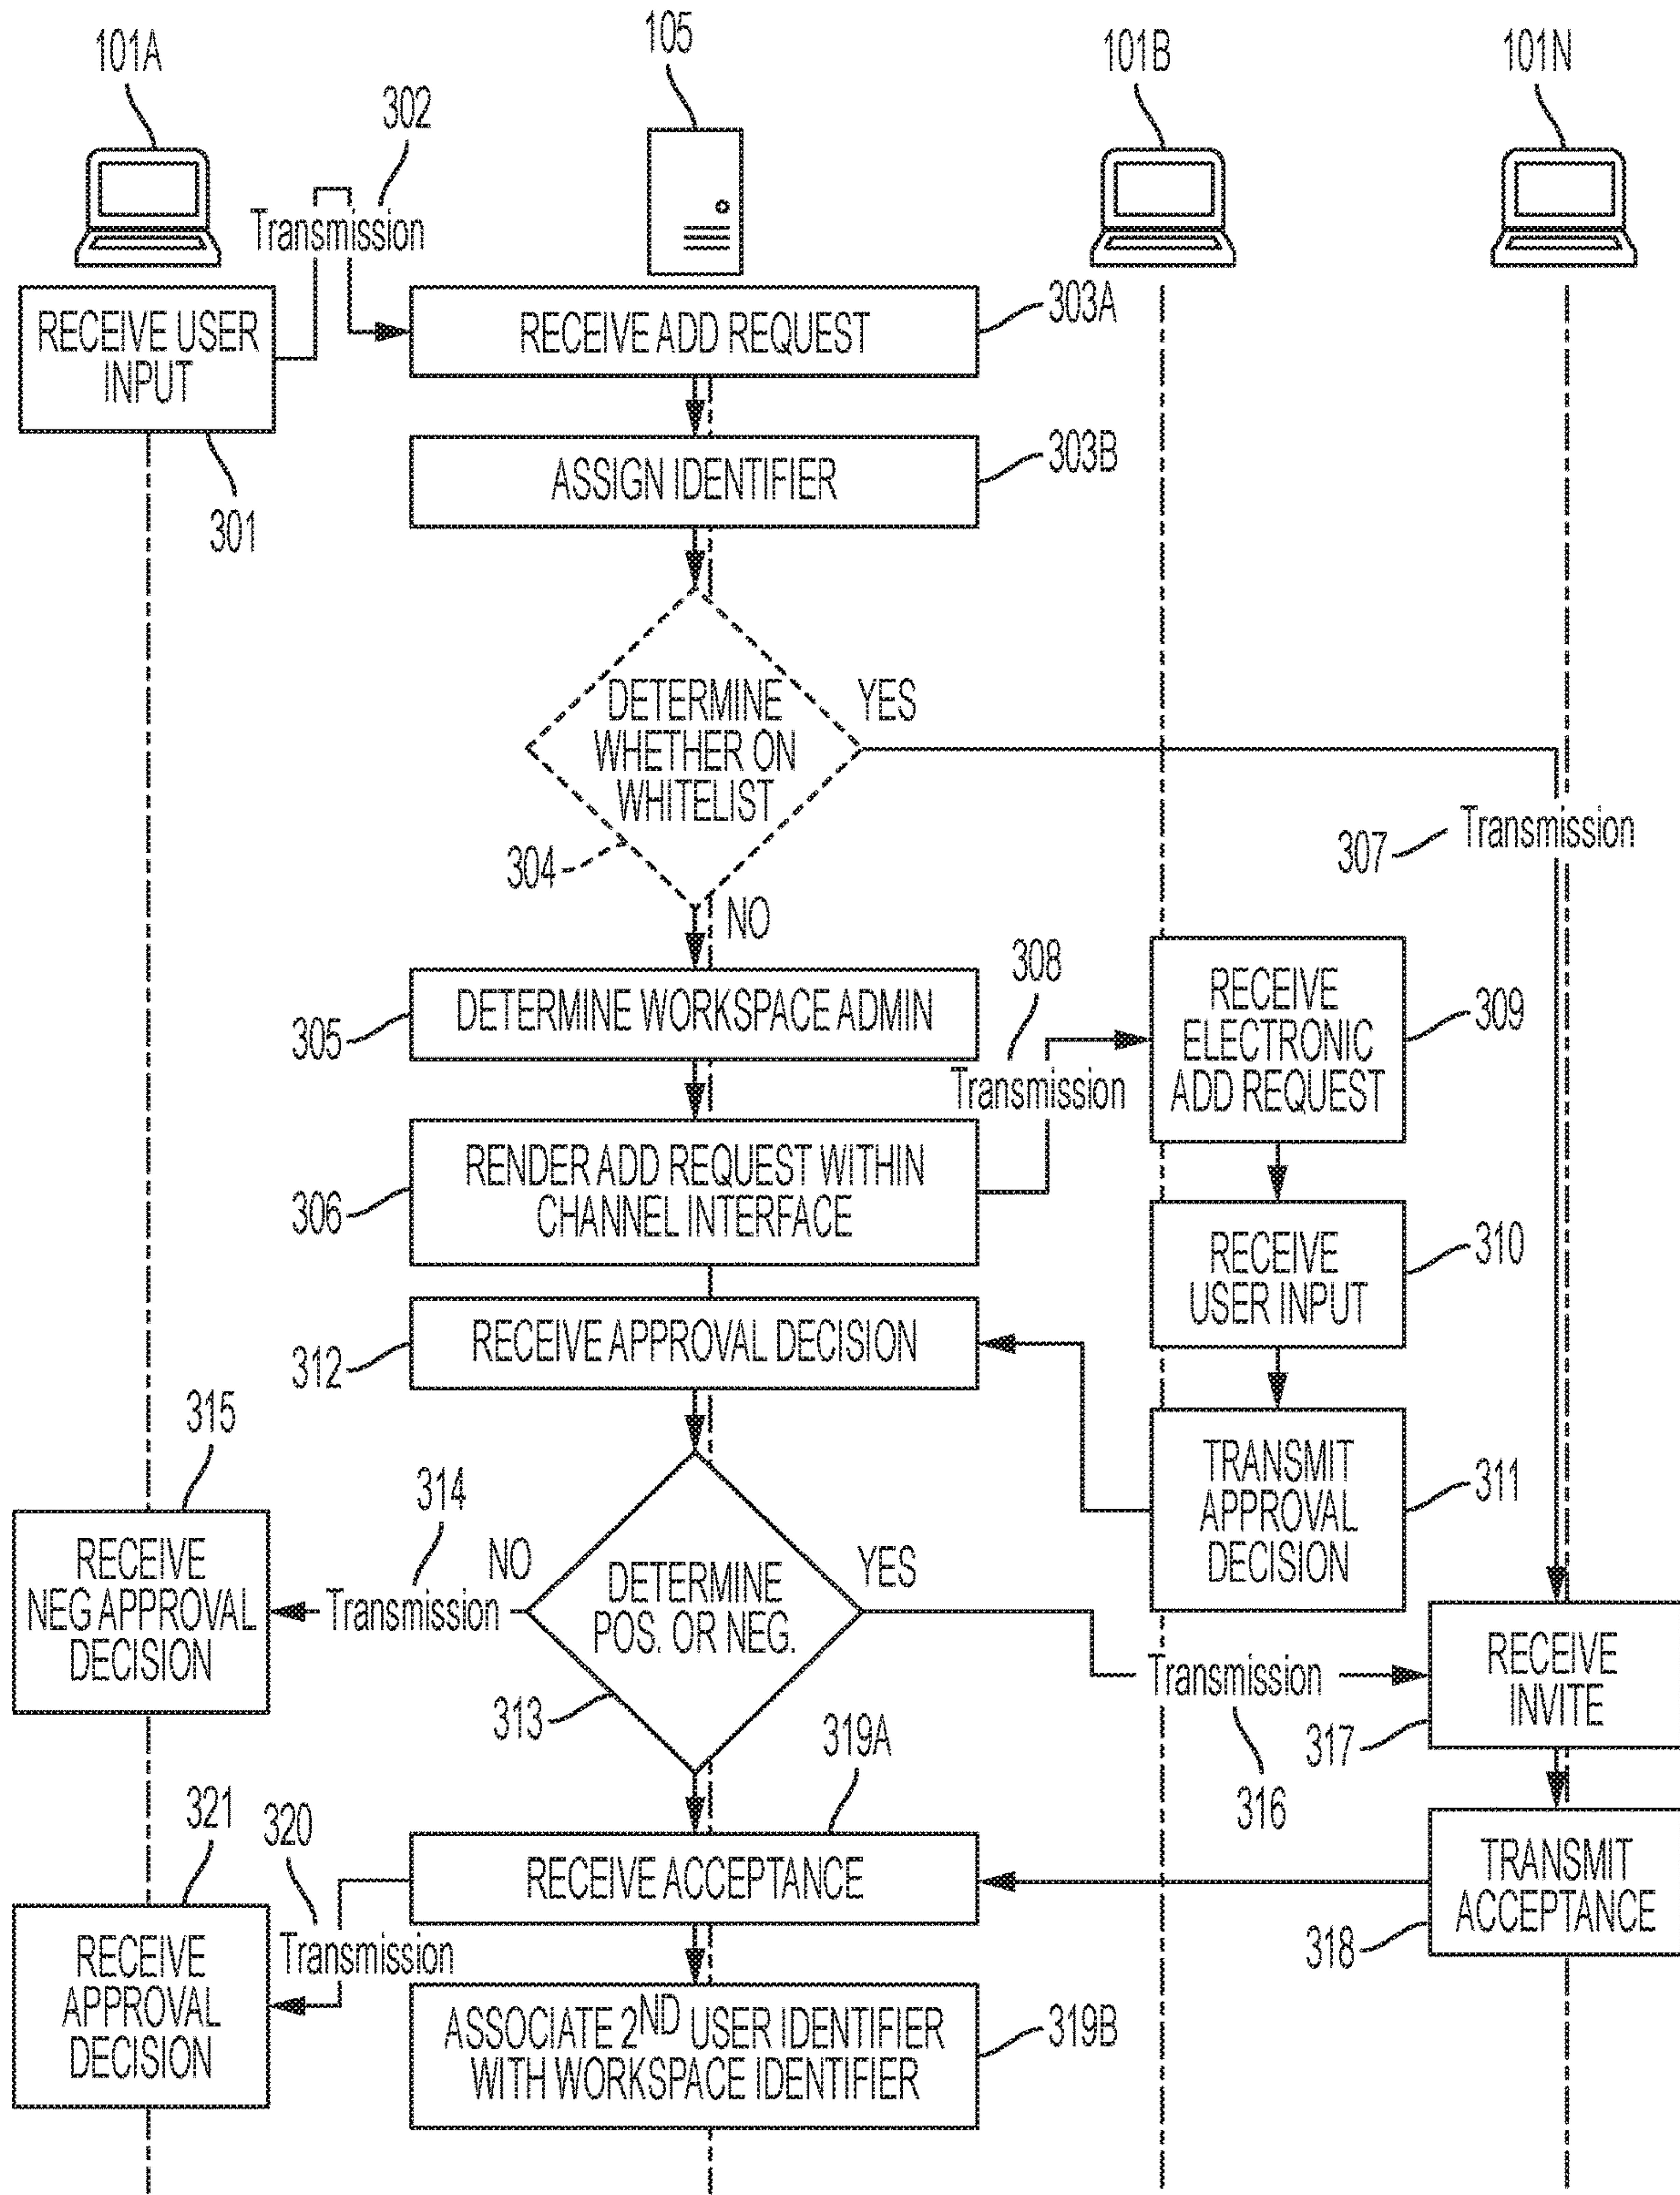 101A
105
101B
101N
302
Transmission
RECEIVE USER
INPUT
301
RECEIVE ADD REQUEST
303A
ASSIGN IDENTIFIER
303B
DETERMINE
WHETHER ON
WHITELIST
YES
304
NO
307
Transmission
DETERMINE WORKSPACE ADMIN
305
308
Transmission
RECEIVE
ELECTRONIC
ADD REQUEST
309
RENDER ADD REQUEST WITHIN
CHANNEL INTERFACE
306
RECEIVE
USER INPUT
310
RECEIVE APPROVAL DECISION
312
TRANSMIT
APPROVAL
DECISION
311
315
RECEIVE
NEG APPROVAL
DECISION
314
Transmission
NO
DETERMINE
POS. OR NEG.
YES
313
Transmission
316
RECEIVE
INVITE
317
319A
RECEIVE ACCEPTANCE
TRANSMIT
ACCEPTANCE
318
321
320
Transmission
RECEIVE
APPROVAL
DECISION
ASSOCIATE 2ND USER IDENTIFIER
WITH WORKSPACE IDENTIFIER
319B